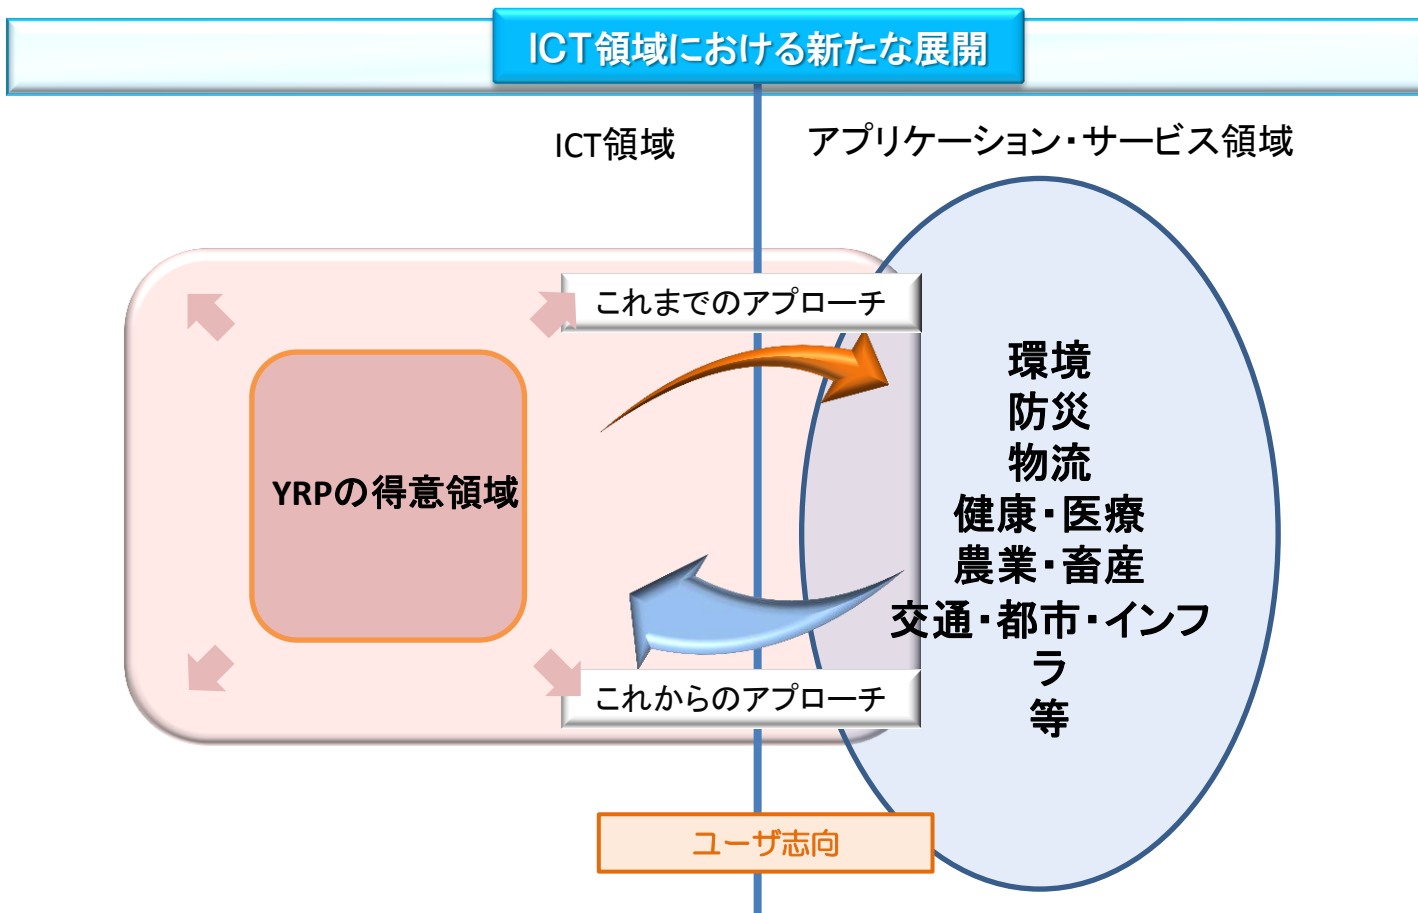 ICT領域における新たな展開
ICT領域
アプリケーション・サービス領域
これまでのアプローチ
YRPの得意領域
環境
防災
物流
健康・医療
農業・畜産
交通・都市・インフ
ラ
等
これからのアプローチ
ユーザ志向